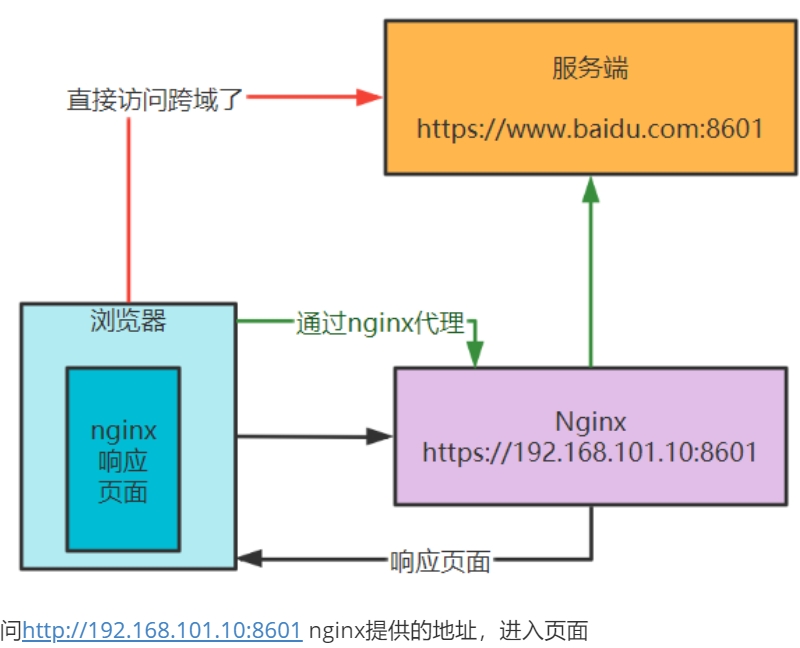 服务端
https://www.baidu.com:8601
直接访问跨域了
浏览器
通过nginx代理
nginx
响应
页面
Nginx
https://192.168.101.10:8601
响应页面
问http://192.168.101.10:8601 nginx提供的地址，进入页面